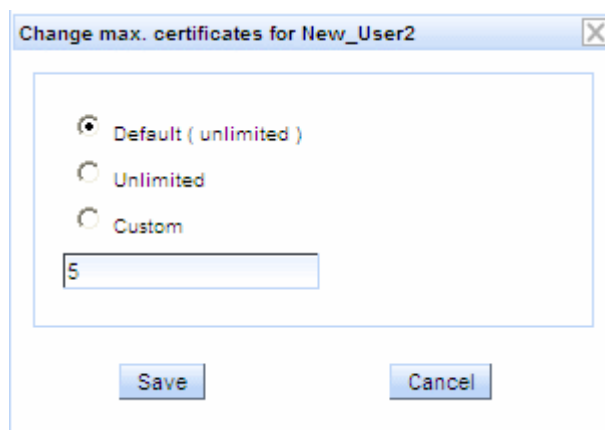 Change max. certificates for New_User2
Default ( unlimited )
Unlimited
Custom
5
Save Cancel